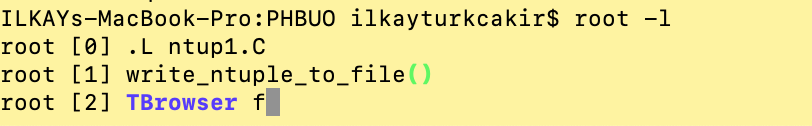 ILKAYs-MacBook-Pro:PHBUO ilkayturkcakir$ root -l
root [0] .L ntup1.C
root [1] write_ntuple_to_file()
root [2] TBrowser f